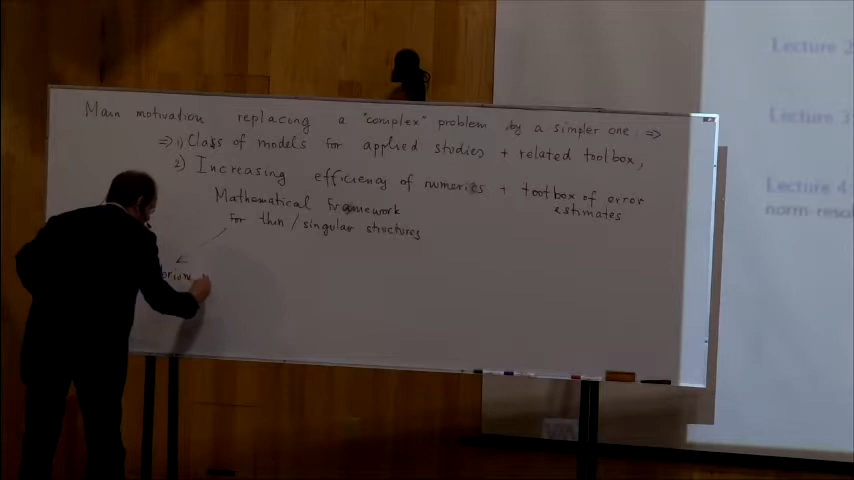 Main motivation replacing a "complex" problem by a simpler one. ⇒
⇒ 1) Class of models for applied studies + related toolbox,
2) Increasing efficiency of numerics + toolbox of error
estimates
Mathematical Framework
for thin / singular structures
Lecture 2
Lecture 3
Lecture 4:
norm-resol